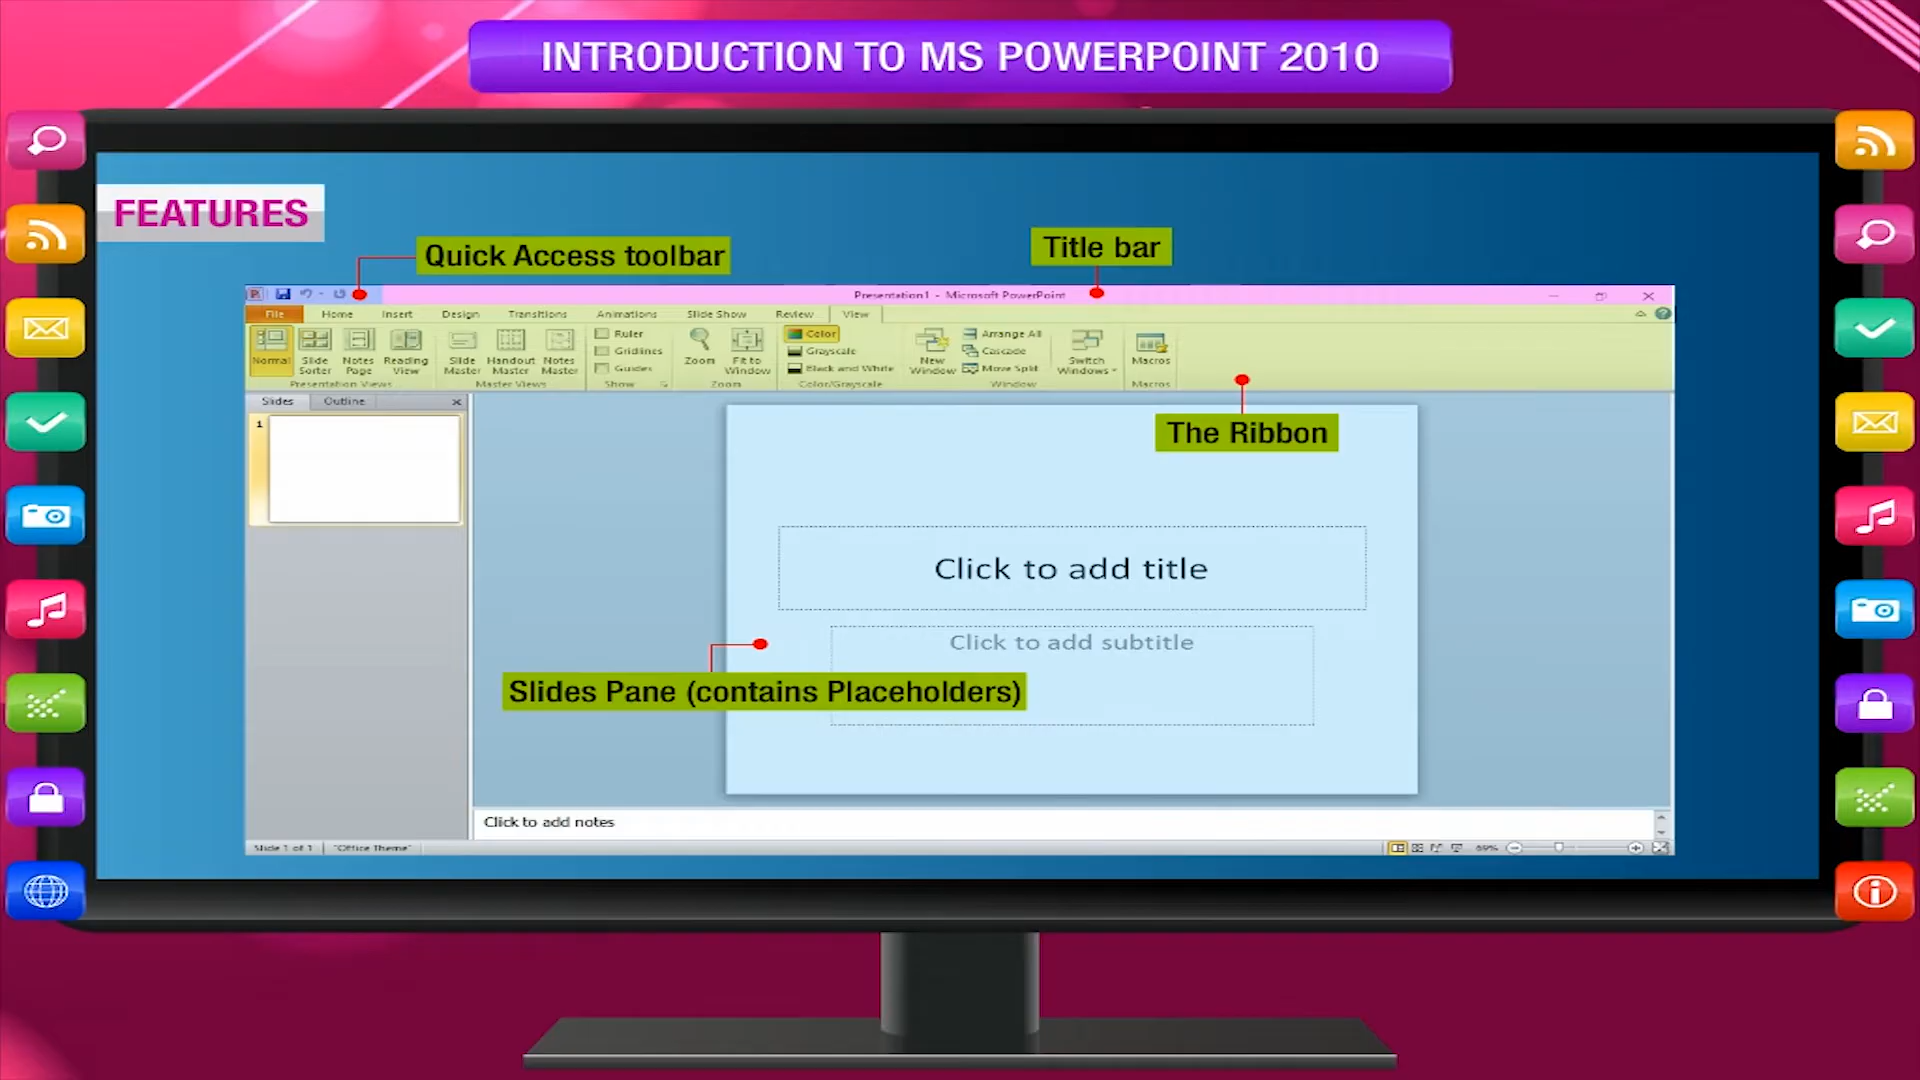 INTRODUCTION TO MS POWERPOINT 2010
FEATURES
Quick Access toolbar
Title bar
Presentation1 - Microsoft PowerPoint
File Home Insert Design Transitions Animations Slide Show Review View
Normal Slide Sorter Notes Page Reading View
Presentation Views
Slide Master Handout Master Notes Master
Master Views
Ruler
Gridlines
Guides
Show
Zoom Fit to Window
Zoom
Color
Grayscale
Black and White
Color/Grayscale
New Window
Arrange All
Cascade
Move Split
Switch Windows
Window
Macros
Macros
The Ribbon
Slides Outline
1
Click to add title
Click to add subtitle
Slides Pane (contains Placeholders)
Click to add notes
Slide 1 of 1 "Office Theme" 69%